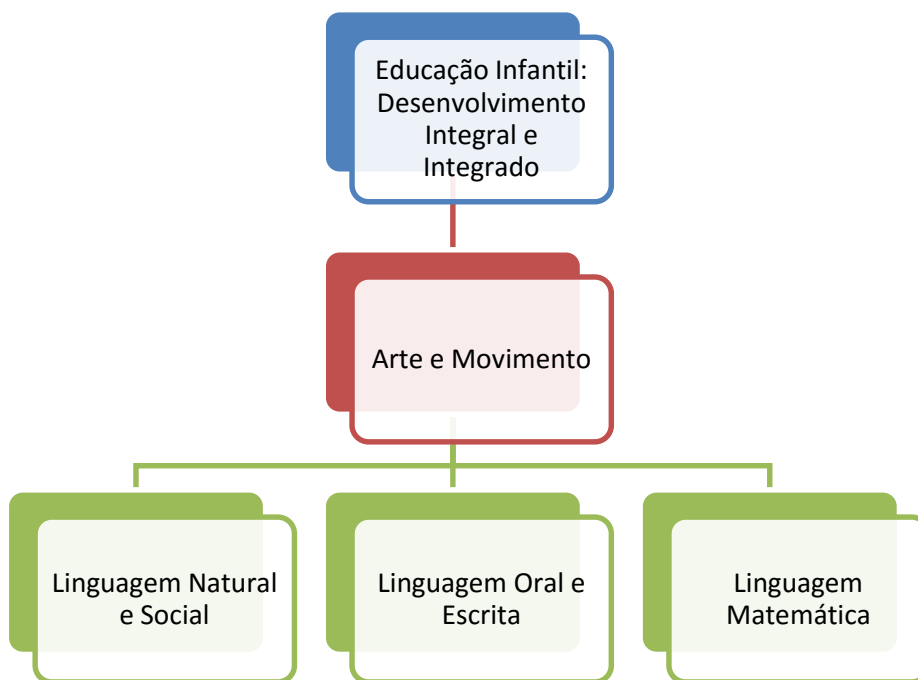 Educação Infantil:
Desenvolvimento
Integral e
Integrado
Arte e Movimento
Linguagem Natural
e Social
Linguagem Oral e
Escrita
Linguagem
Matemática